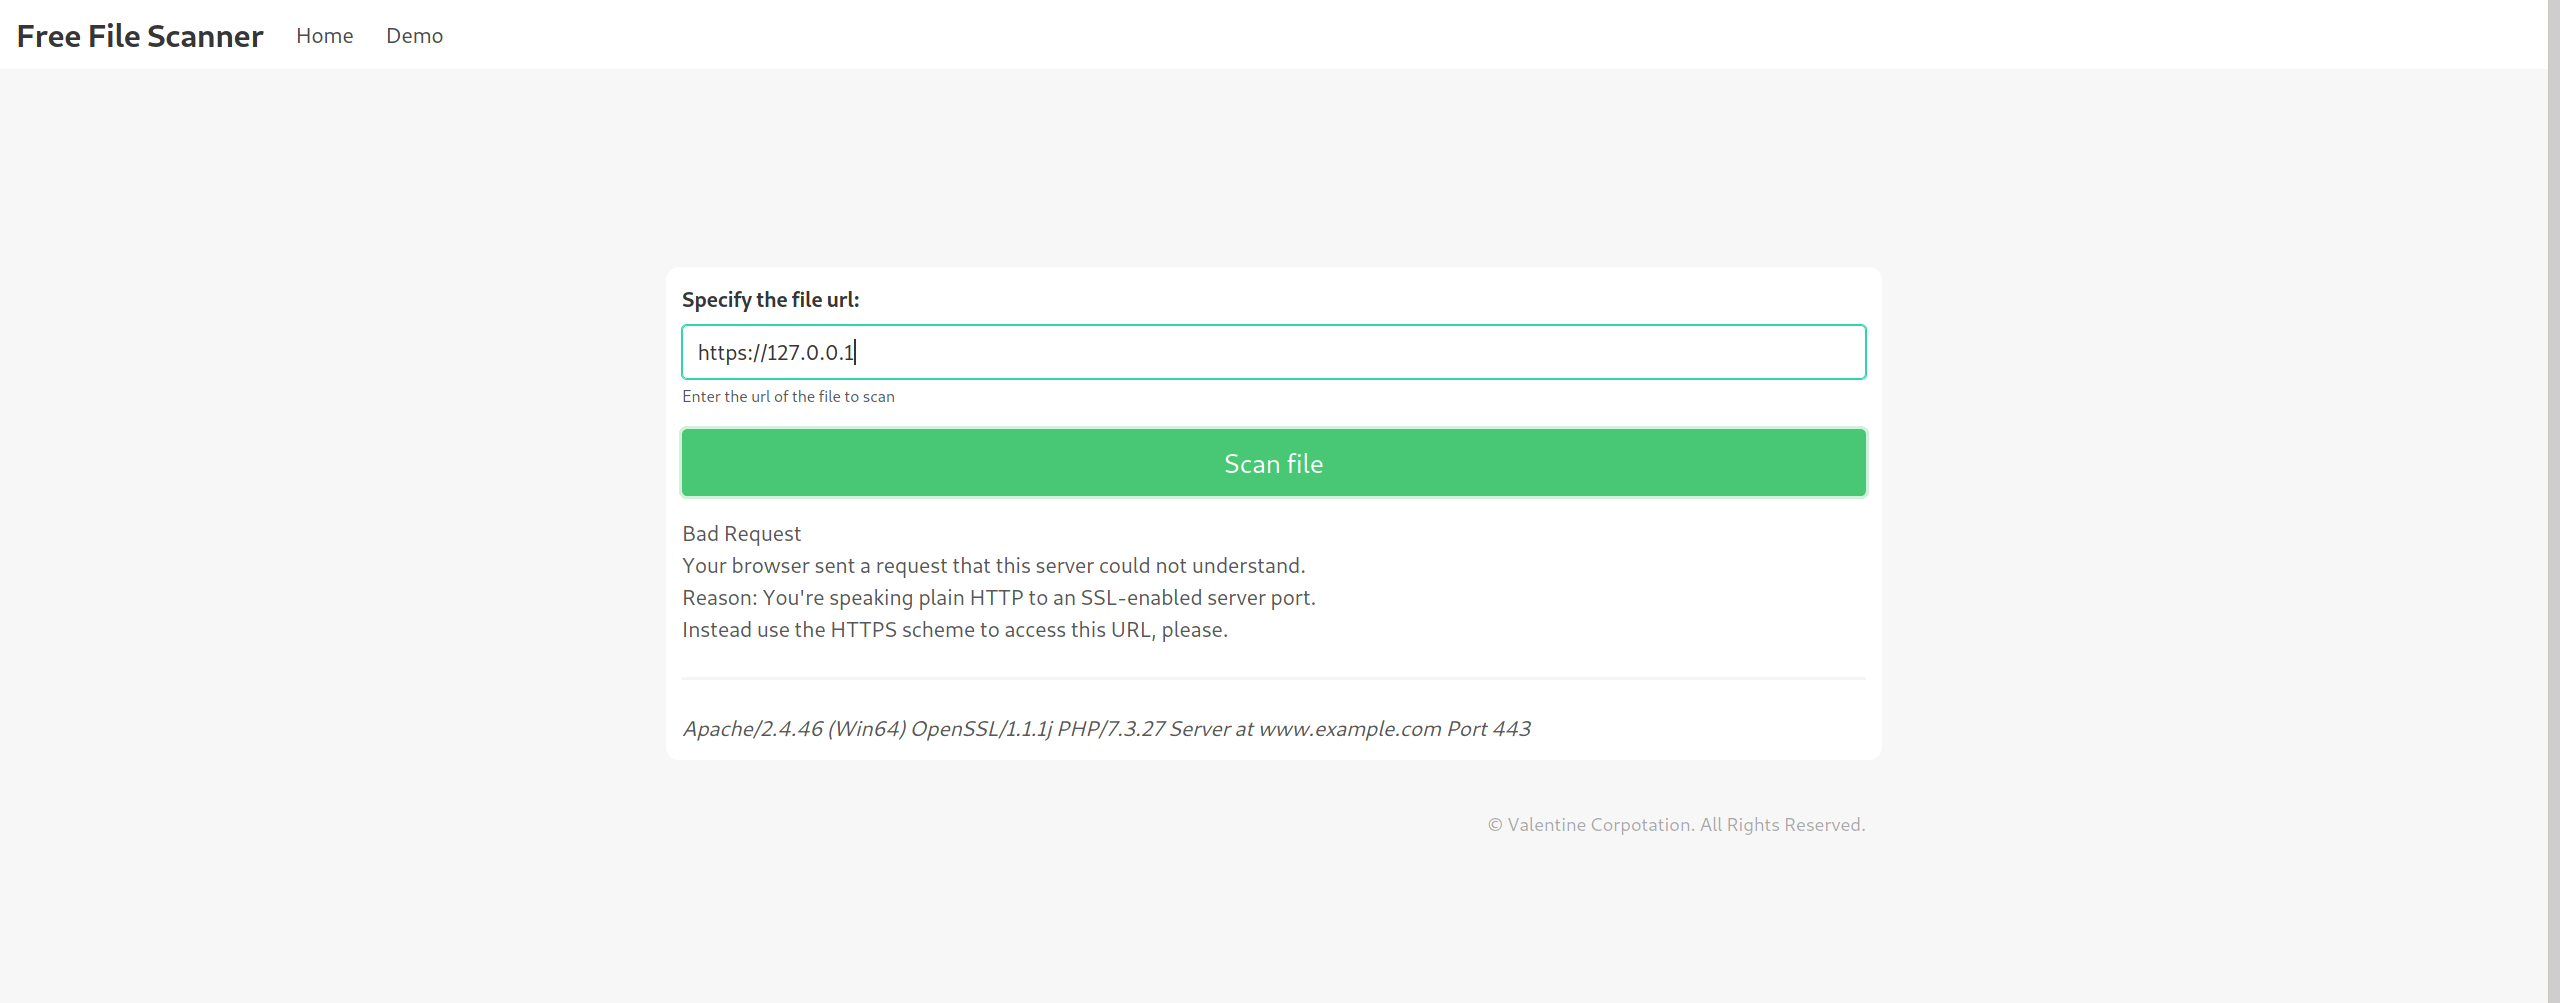 Free File Scanner Home Demo
Specify the file url:
https://127.0.0.1
Enter the url of the file to scan
Scan file
Bad Request
Your browser sent a request that this server could not understand.
Reason: You're speaking plain HTTP to an SSL-enabled server port.
Instead use the HTTPS scheme to access this URL, please.
Apache/2.4.46 (Win64) OpenSSL/1.1.1j PHP/7.3.27 Server at www.example.com Port 443
© Valentine Corpotation. All Rights Reserved.